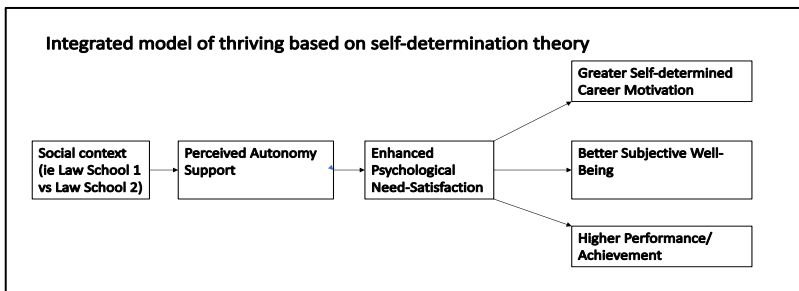 Integrated model of thriving based on self-determination theory
Greater Self-determined
Career Motivation
Social context
(ie Law School 1
vs Law School 2)
Perceived Autonomy
Support
Enhanced
Psychological
Need-Satisfaction
Better Subjective Well-
Being
Higher Performance/
Achievement